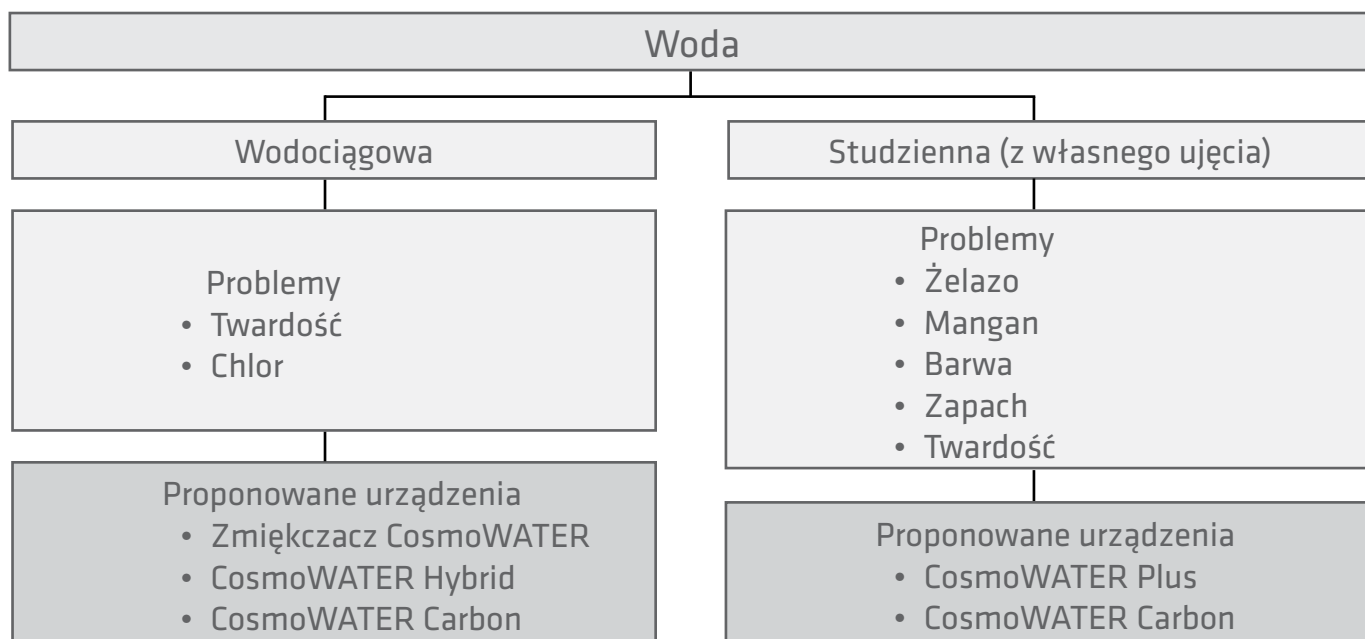 Woda
Wodociągowa
Problemy
• Twardość
• Chlor
Proponowane urządzenia
• Zmiękczacz CosmoWATER
• CosmoWATER Hybrid
• CosmoWATER Carbon
Studzienna (z własnego ujęcia)
Problemy
• Żelazo
• Mangan
• Barwa
• Zapach
• Twardość
Proponowane urządzenia
• CosmoWATER Plus
• CosmoWATER Carbon